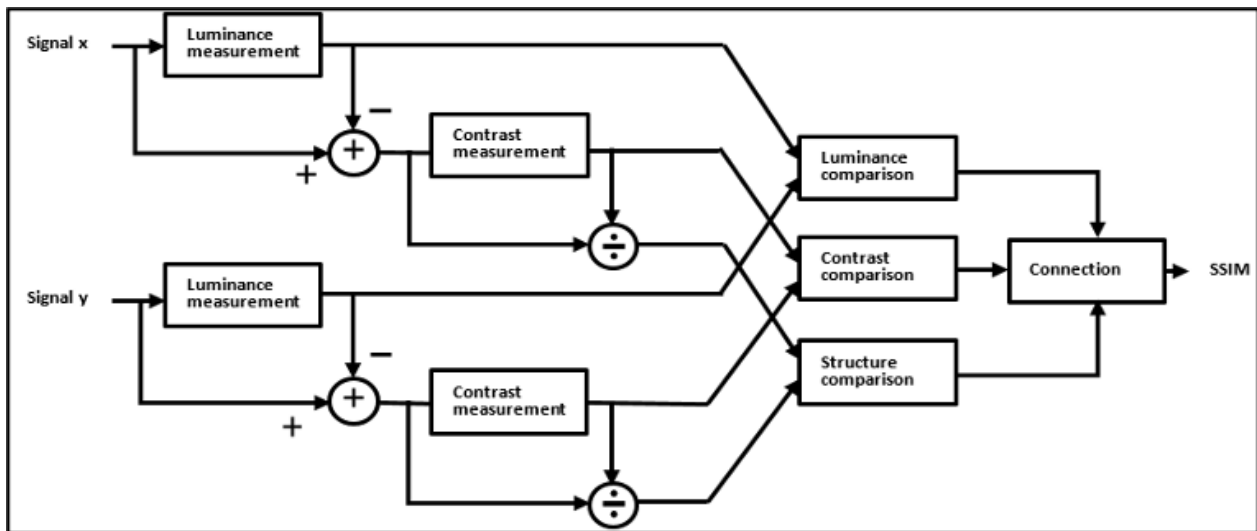 Signal x
Luminance
measurement
−
+
+
Contrast
measurement
÷
Luminance
comparison
Signal y
Luminance
measurement
−
+
+
Contrast
measurement
÷
Contrast
comparison
Structure
comparison
Connection
SSIM